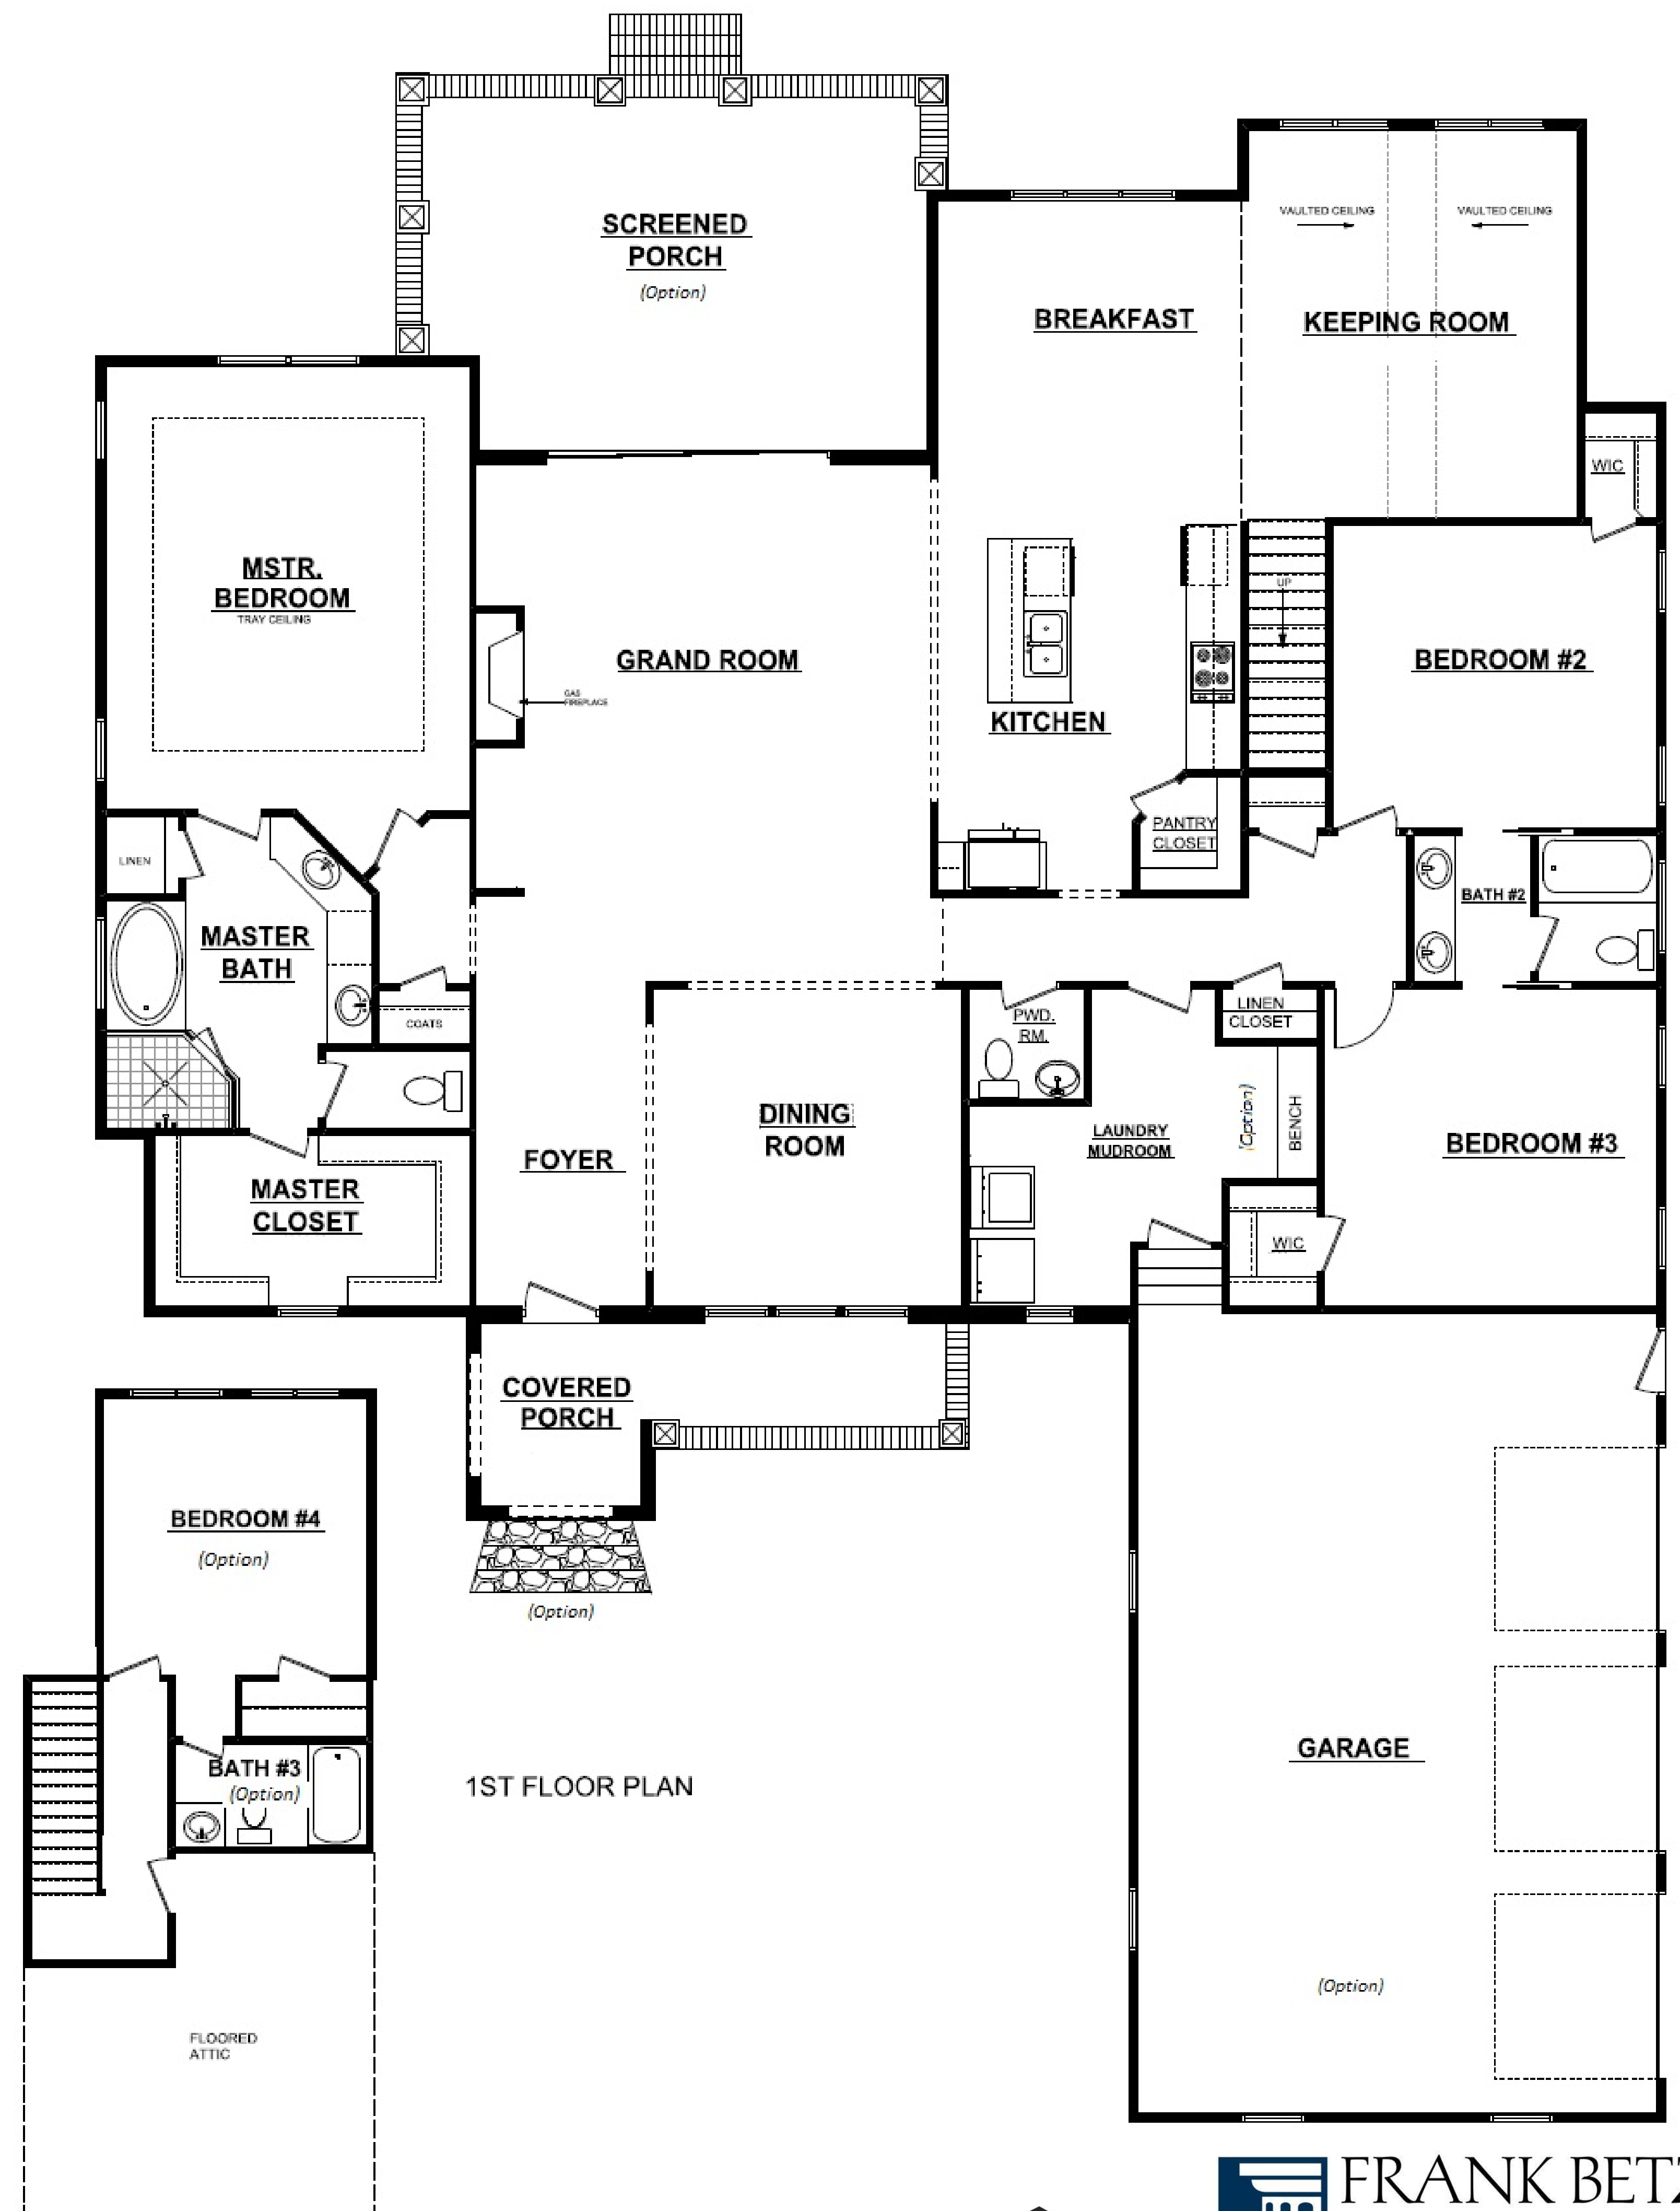 SCREENED
PORCH
(Option)
VAULTED CEILING
VAULTED CEILING
BREAKFAST
KEEPING ROOM
WIC
MSTR.
BEDROOM
TRAY CEILING
GRAND ROOM
GAS
FIREPLACE
UP
BEDROOM #2
KITCHEN
PANTRY
CLOSET
LINEN
BATH #2
MASTER
BATH
COATS
LINEN
CLOSET
PWD.
RM.
DINING
ROOM
LAUNDRY
MUDROOM
(Option)
BENCH
BEDROOM #3
FOYER
MASTER
CLOSET
WIC
COVERED
PORCH
BEDROOM #4
(Option)
(Option)
BATH #3
(Option)
1ST FLOOR PLAN
GARAGE
(Option)
FLOORED
ATTIC
FRANK BETZ